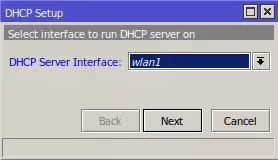 DHCP Setup
Select interface to run DHCP server on
DHCP Server Interface: wlan1
Back Next Cancel